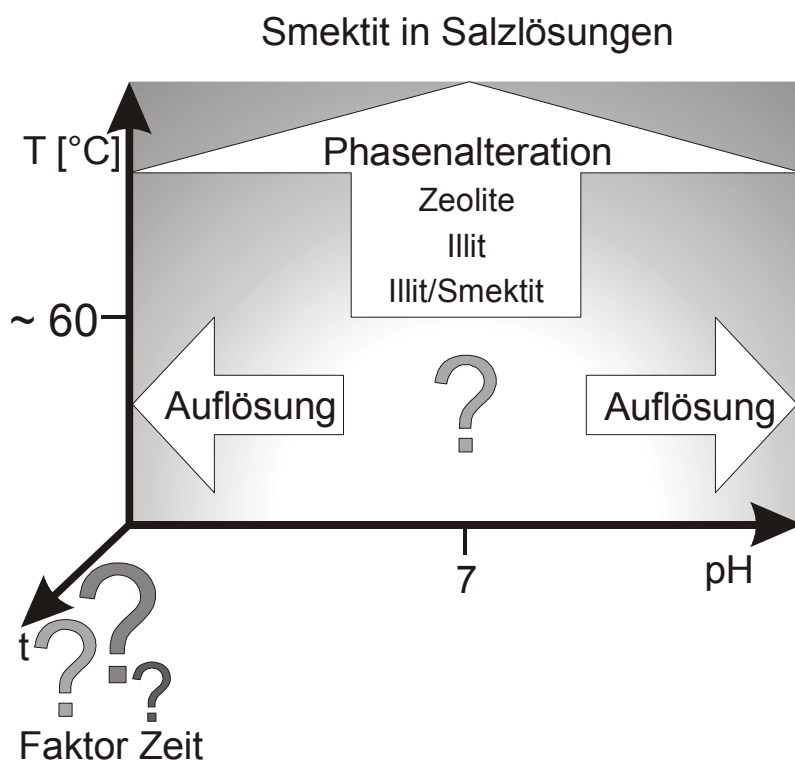 Smektit in Salzlösungen
T [°C]
Phasenalteration
Zeolite
Illit
Illit/Smektit
~ 60
?
Auflösung
Auflösung
7
pH
t
? ? ?
Faktor Zeit